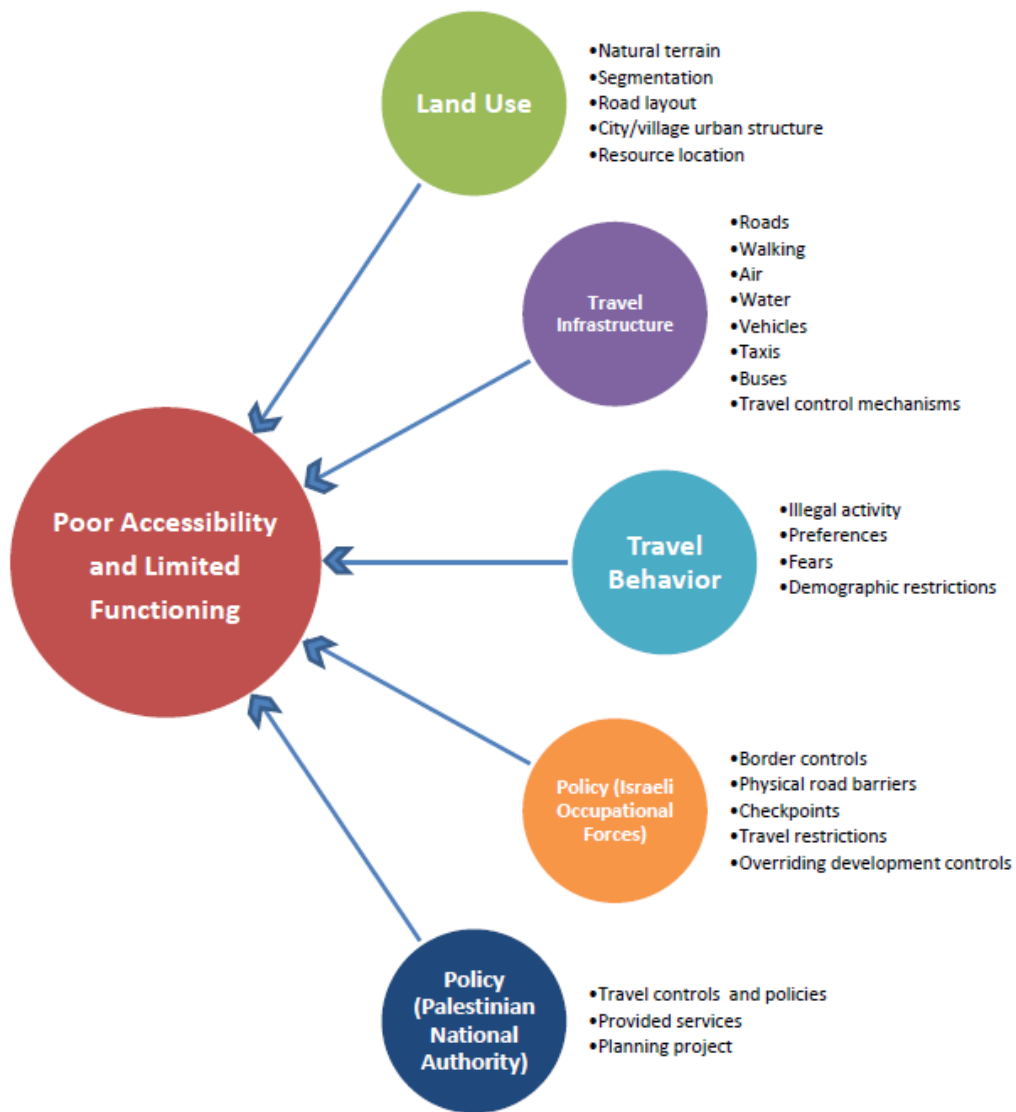 Land Use
•Natural terrain
•Segmentation
•Road layout
•City/village urban structure
•Resource location
Travel
Infrastructure
•Roads
•Walking
•Air
•Water
•Vehicles
•Taxis
•Buses
•Travel control mechanisms
Poor Accessibility
and Limited
Functioning
Travel
Behavior
•Illegal activity
•Preferences
•Fears
•Demographic restrictions
Policy (Israeli
Occupational
Forces)
•Border controls
•Physical road barriers
•Checkpoints
•Travel restrictions
•Overriding development controls
Policy
(Palestinian
National
Authority)
•Travel controls and policies
•Provided services
•Planning project